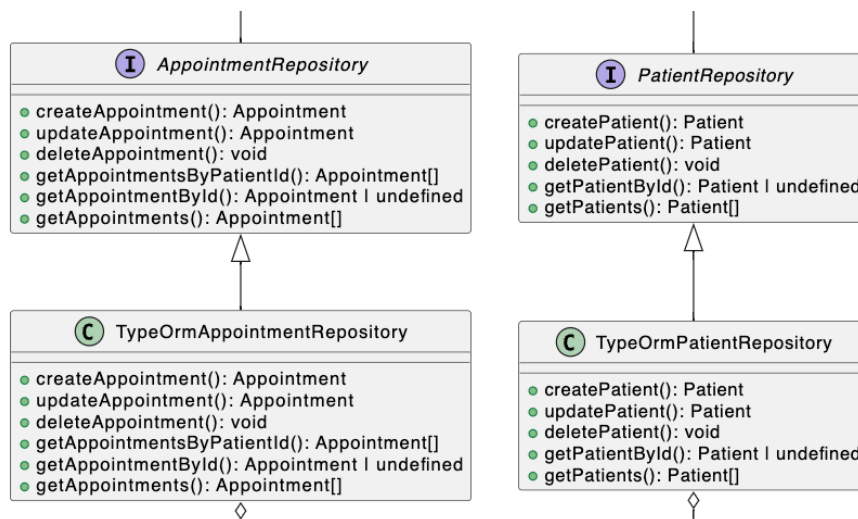 I AppointmentRepository
createAppointment(): Appointment
updateAppointment(): Appointment
deleteAppointment(): void
getAppointmentsByPatientId(): Appointment[]
getAppointmentById(): Appointment | undefined
getAppointments(): Appointment[]
I PatientRepository
createPatient(): Patient
updatePatient(): Patient
deletePatient(): void
getPatientById(): Patient | undefined
getPatients(): Patient[]
C TypeOrmAppointmentRepository
createAppointment(): Appointment
updateAppointment(): Appointment
deleteAppointment(): void
getAppointmentsByPatientId(): Appointment[]
getAppointmentById(): Appointment | undefined
getAppointments(): Appointment[]
C TypeOrmPatientRepository
createPatient(): Patient
updatePatient(): Patient
deletePatient(): void
getPatientById(): Patient | undefined
getPatients(): Patient[]